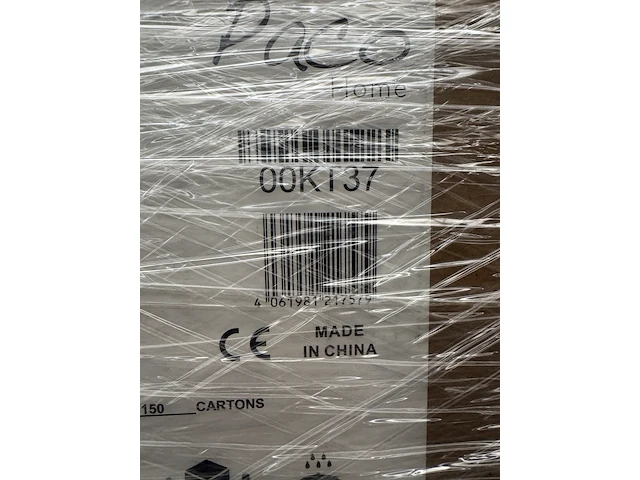 Paco
Home
00KT37
4 061981 217579
CE
MADE
IN CHINA
150 CARTONS